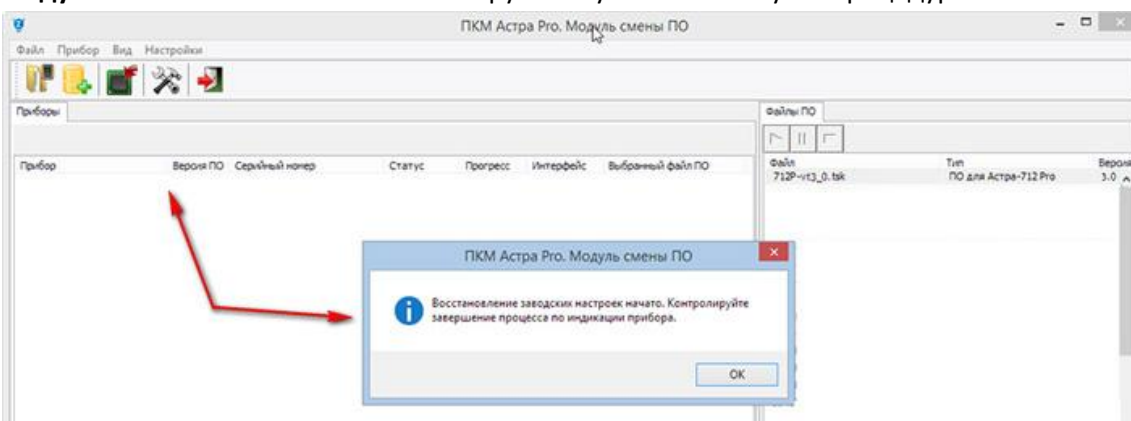 ПКМ Астра Pro. Модуль смены ПО
Файл Прибор Вид Настройки
Приборы
Файлы ПО
Прибор Версия ПО Серийный номер Статус Прогресс Интерфейс Выбранный файл ПО
Файл Тип Версия
712P-vt3_0.tsk ПО для Астра-712 Pro 3.0
ПКМ Астра Pro. Модуль смены ПО
Восстановление заводских настроек начато. Контролируйте
завершение процесса по индикации прибора.
OK